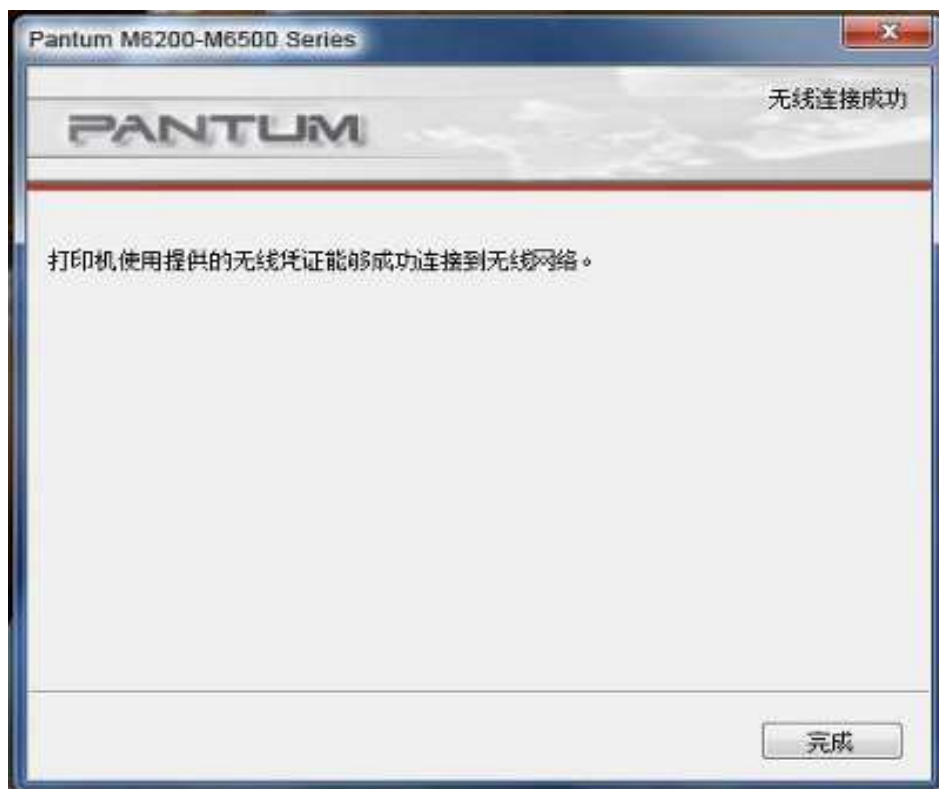 Pantum M6200-M6500 Series
无线连接成功
PANTUM
打印机使用提供的无线凭证能够成功连接到无线网络。
完成